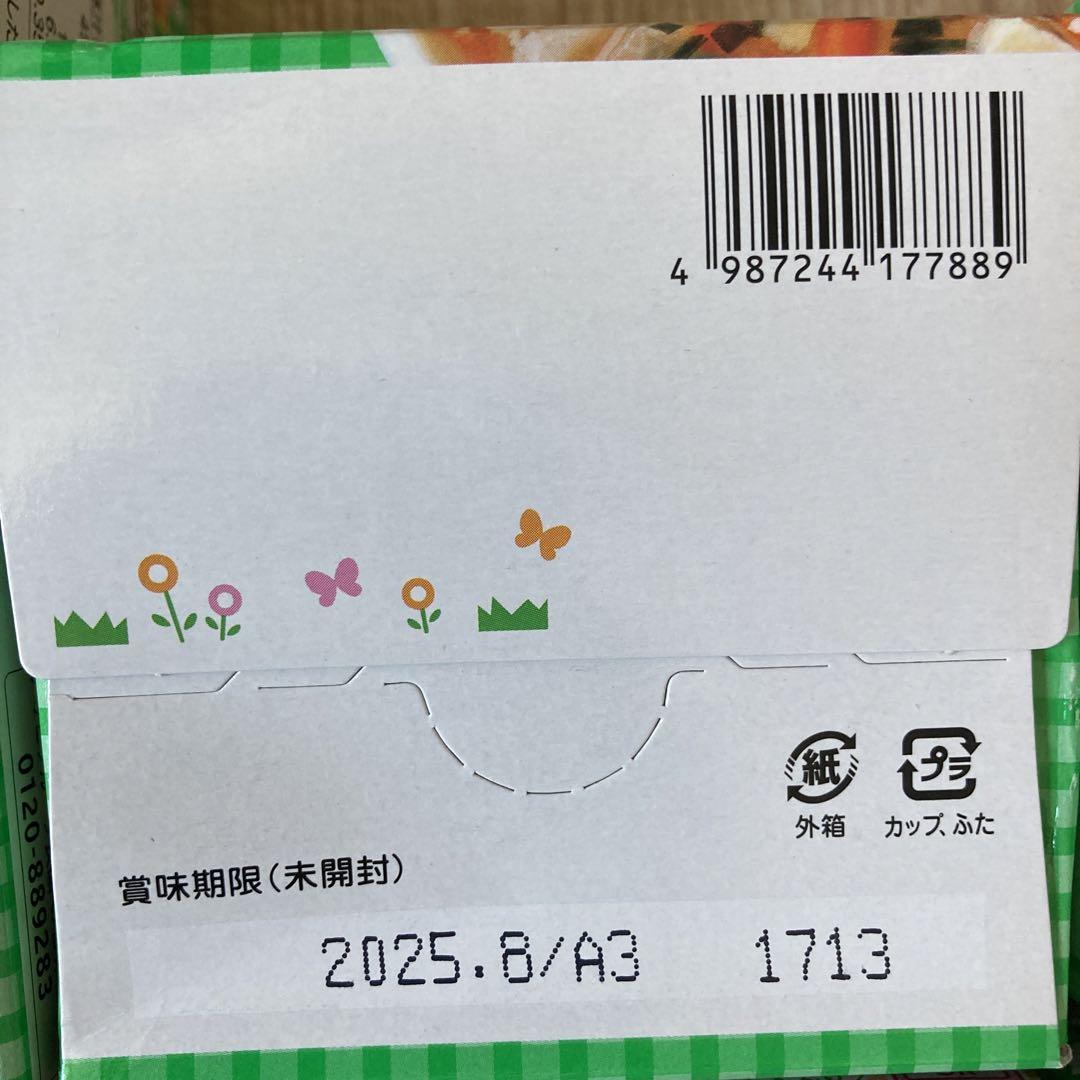 4 987244 177889
紙 プラ
外箱 カップ、ふた
賞味期限(未開封)
2025.8/A3 1713
0120-889283